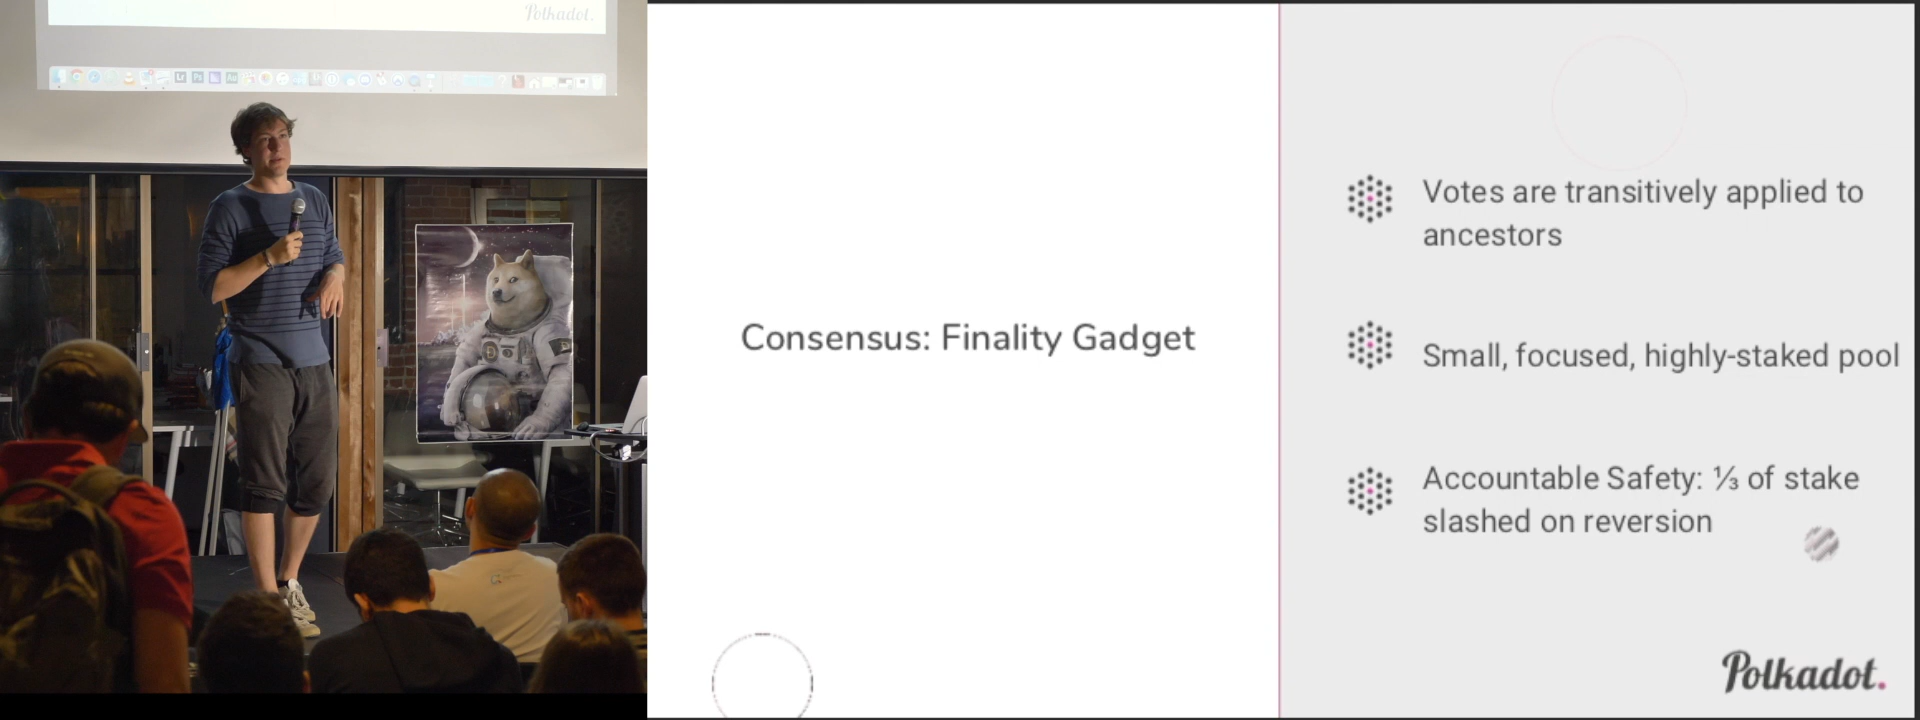 Polkadot.
Consensus: Finality Gadget
Votes are transitively applied to
ancestors
Small, focused, highly-staked pool
Accountable Safety: ⅓ of stake
slashed on reversion
Polkadot.